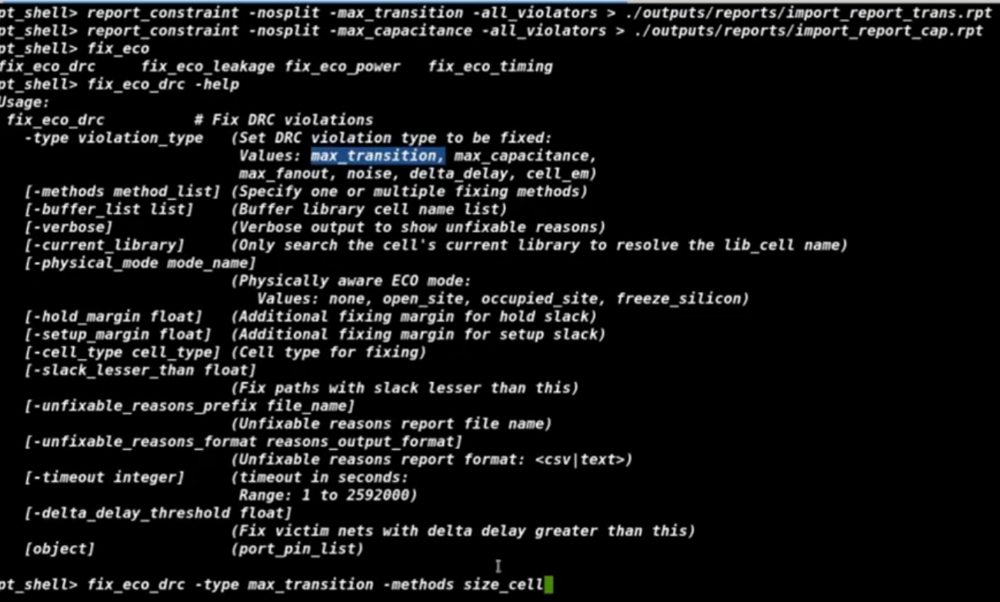 pt_shell> report_constraint -nosplit -max_transition -all_violators > ./outputs/reports/import_report_trans.rpt
pt_shell> report_constraint -nosplit -max_capacitance -all_violators > ./outputs/reports/import_report_cap.rpt
pt_shell> fix_eco
fix_eco_drc     fix_eco_leakage fix_eco_power   fix_eco_timing
pt_shell> fix_eco_drc -help
Usage:
 fix_eco_drc          # Fix DRC violations
   -type violation_type   (Set DRC violation type to be fixed:
                           Values: max_transition, max_capacitance,
                           max_fanout, noise, delta_delay, cell_em)
   [-methods method_list] (Specify one or multiple fixing methods)
   [-buffer_list list]    (Buffer library cell name list)
   [-verbose]             (Verbose output to show unfixable reasons)
   [-current_library]     (Only search the cell's current library to resolve the lib_cell name)
   [-physical_mode mode_name]
                          (Physically aware ECO mode:
                             Values: none, open_site, occupied_site, freeze_silicon)
   [-hold_margin float]   (Additional fixing margin for hold slack)
   [-setup_margin float]  (Additional fixing margin for setup slack)
   [-cell_type cell_type] (Cell type for fixing)
   [-slack_lesser_than float]
                          (Fix paths with slack lesser than this)
   [-unfixable_reasons_prefix file_name]
                          (Unfixable reasons report file name)
   [-unfixable_reasons_format reasons_output_format]
                          (Unfixable reasons report format: <csv|text>)
   [-timeout integer]     (timeout in seconds:
                           Range: 1 to 2592000)
   [-delta_delay_threshold float]
                          (Fix victim nets with delta delay greater than this)
   [object]               (port_pin_list)
pt_shell> fix_eco_drc -type max_transition -methods size_cell